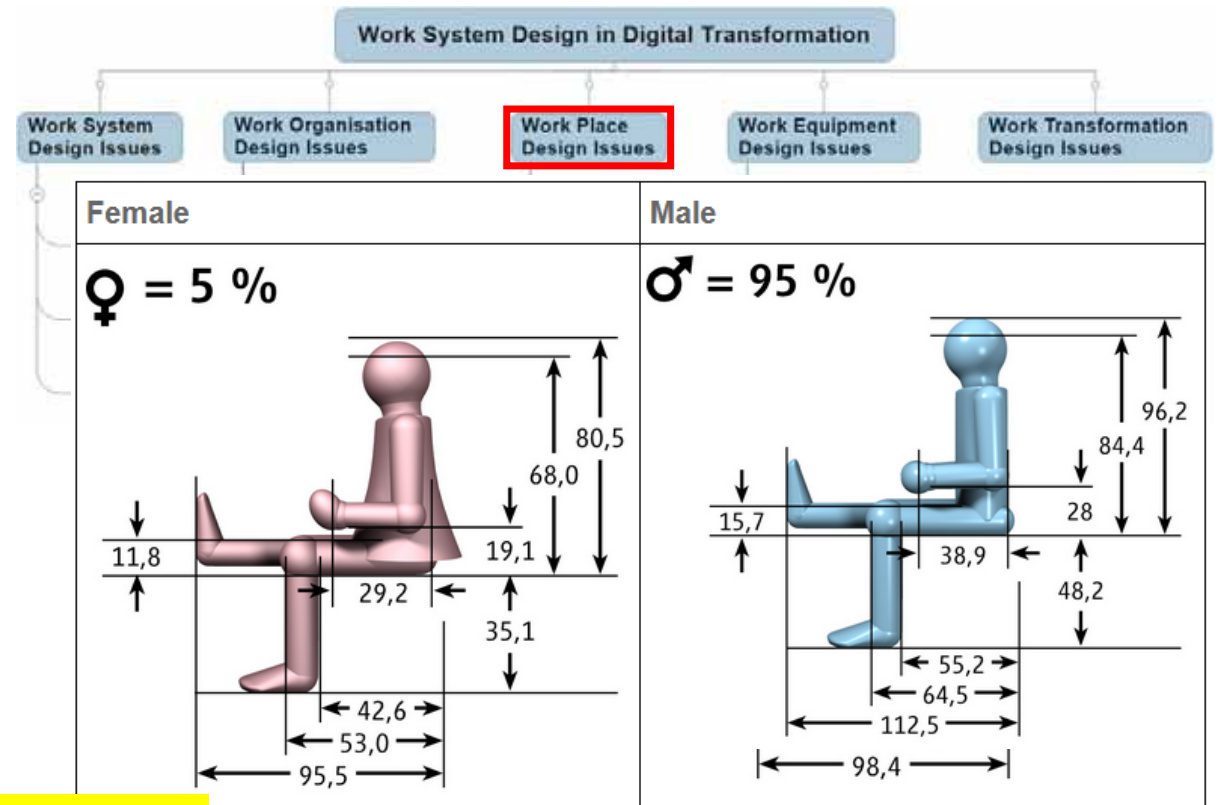 Work System Design in Digital Transformation
Work System
Design Issues
Work Organisation
Design Issues
Work Place
Design Issues
Work Equipment
Design Issues
Work Transformation
Design Issues
Female
Male
♀ = 5 %
♂ = 95 %
80,5
68,0
11,8
19,1
29,2
35,1
42,6
53,0
95,5
96,2
84,4
15,7
28
38,9
48,2
55,2
64,5
112,5
98,4